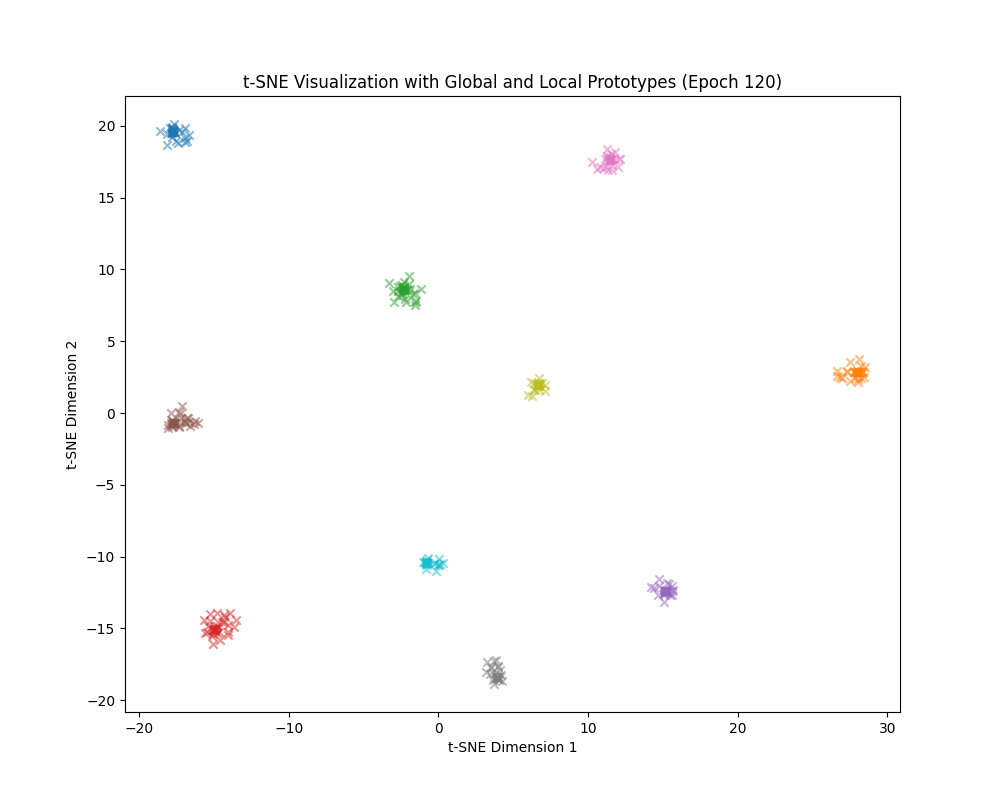 t-SNE Visualization with Global and Local Prototypes (Epoch 120)
20
15
10
5
0
−5
−10
−15
−20
t-SNE Dimension 2
−20 −10 0 10 20 30
t-SNE Dimension 1